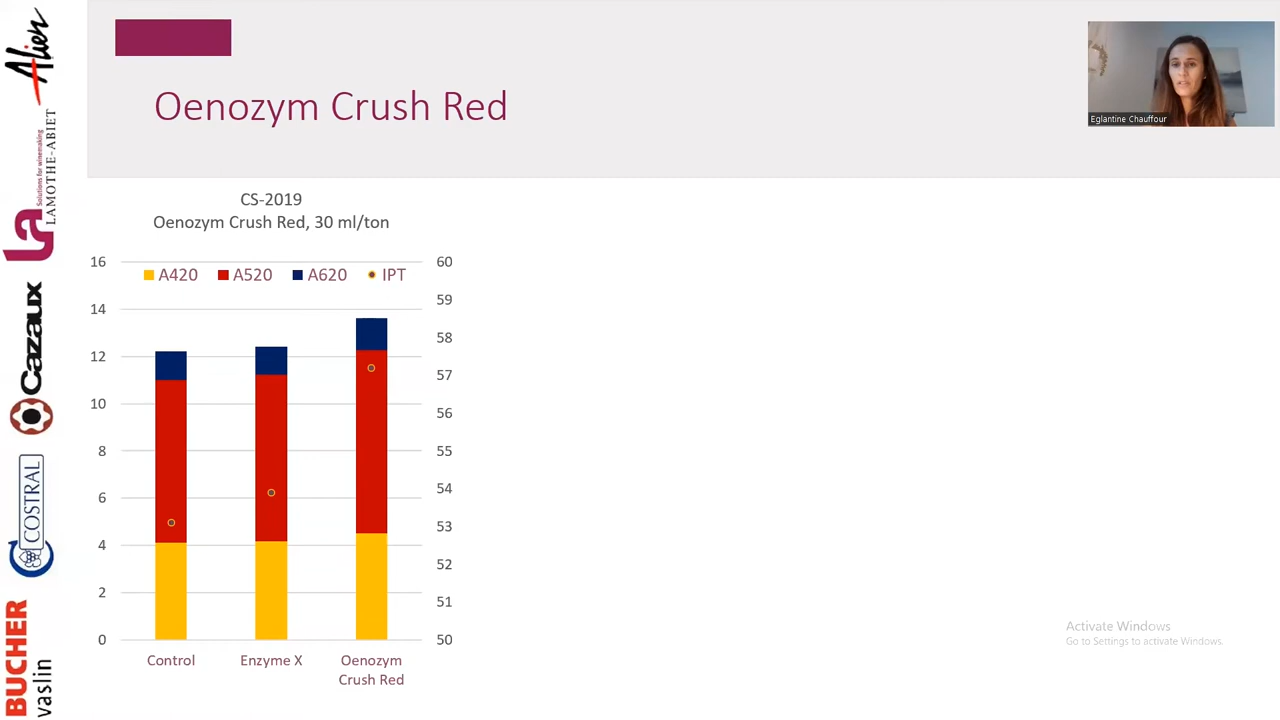 Alien
Solutions for winemaking
LAMOTHE-ABIET
La
Cazaux
COSTRAL
BUCHER
vaslin
Oenozym Crush Red
Eglantine Chauffour
CS-2019
Oenozym Crush Red, 30 ml/ton
A420 A520 A620 IPT
16
14
12
10
8
6
4
2
0
60
59
58
57
56
55
54
53
52
51
50
Control
Enzyme X
Oenozym
Crush Red
Activate Windows
Go to Settings to activate Windows.